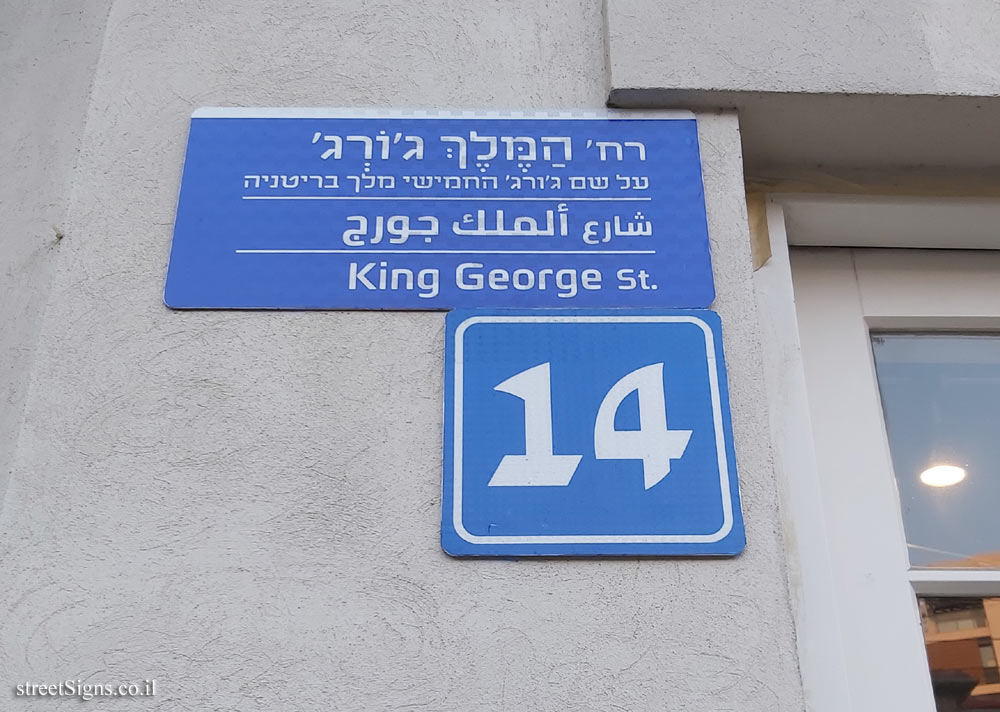 רח׳ הַמֶּלֶךְ ג׳וֹרְג׳
על שם ג׳ורג׳ החמישי מלך בריטניה
شارع ألملك جورج
King George St.
14
streetSigns.co.il